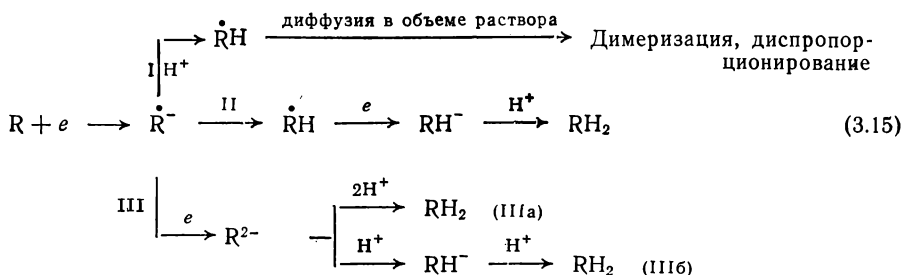 диффузия в объеме раствора
ṘH ⟶ Димеризация, диспропор-
I H⁺ ционирование
R + e ⟶ Ṙ⁻ —II→ ṘH —e→ RH⁻ —H⁺→ RH₂ (3.15)
III e → R²⁻
2H⁺ → RH₂ (IIIa)
H⁺ → RH⁻ —H⁺→ RH₂ (IIIб)